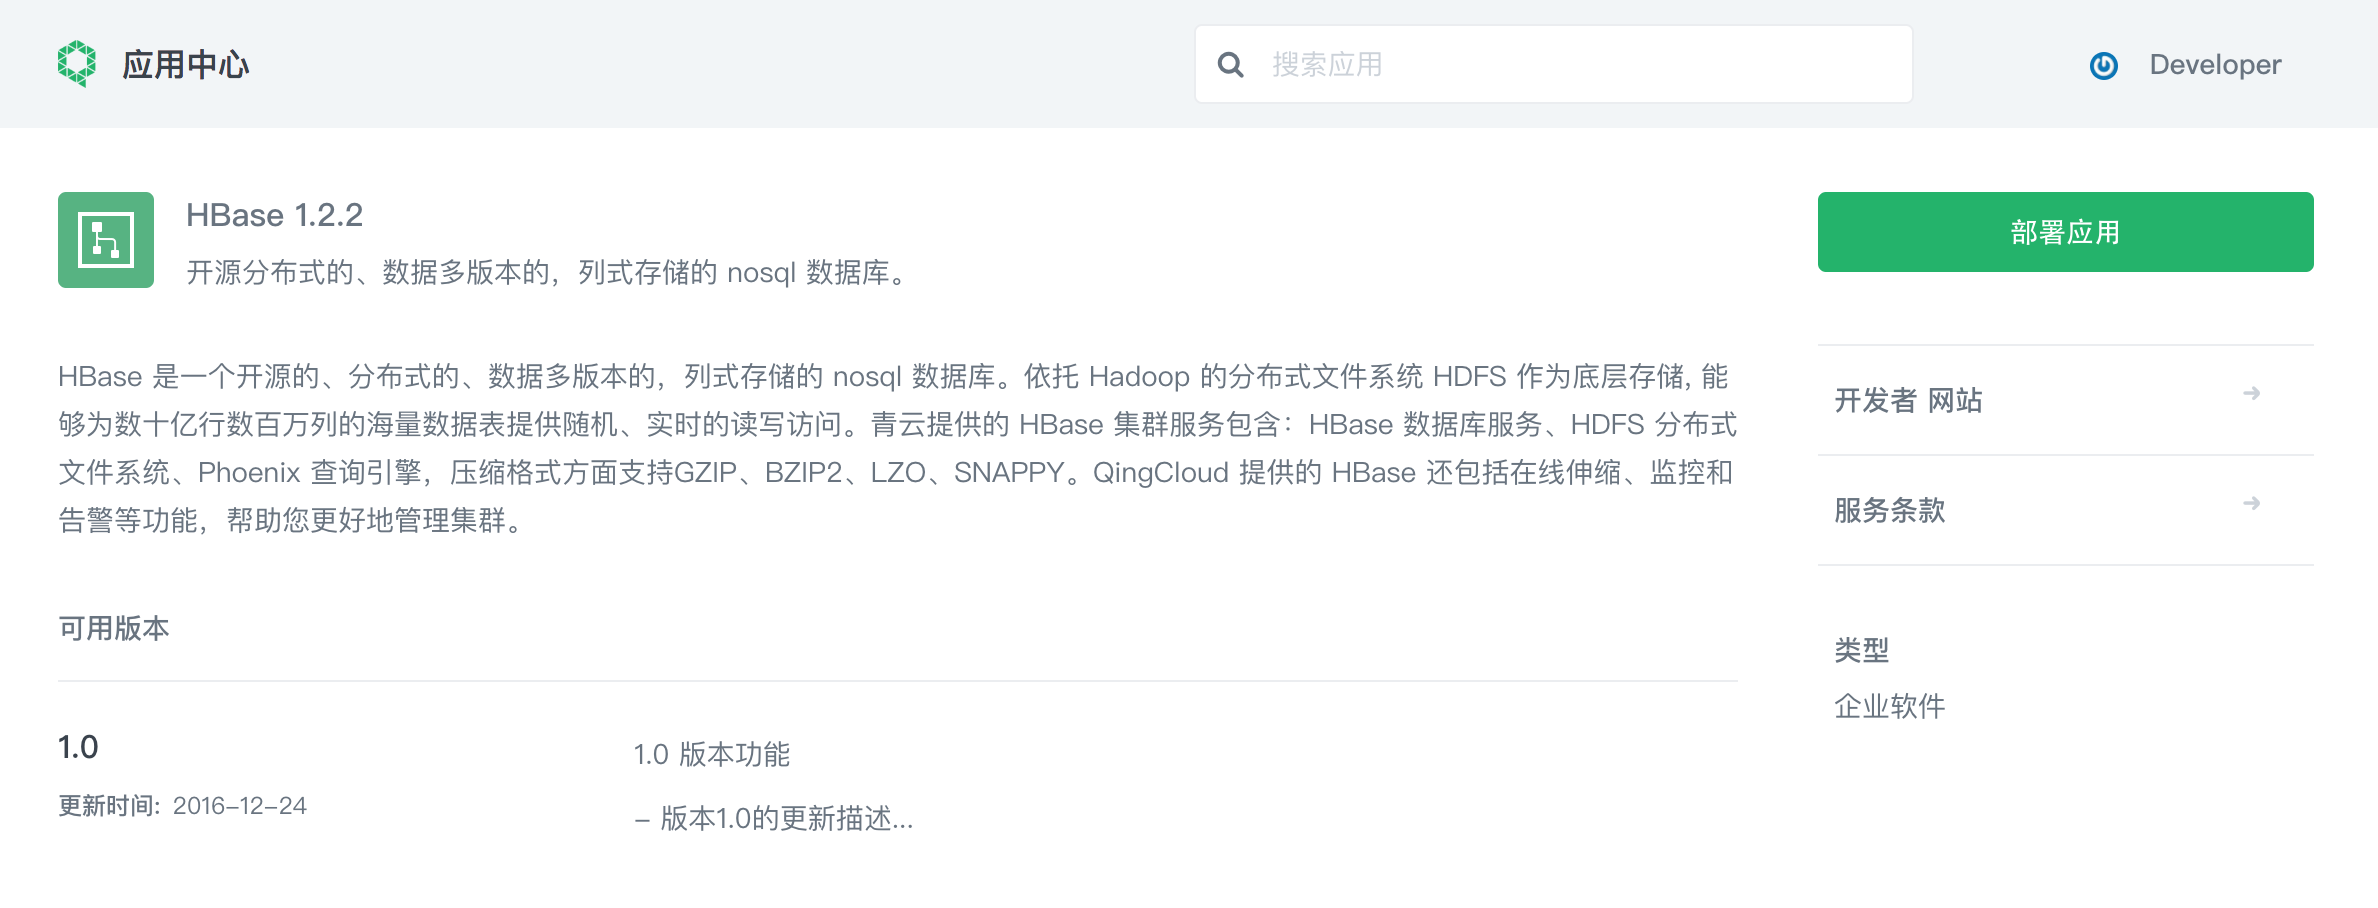 应用中心
搜索应用
Developer
HBase 1.2.2
开源分布式的、数据多版本的，列式存储的 nosql 数据库。
部署应用
HBase 是一个开源的、分布式的、数据多版本的，列式存储的 nosql 数据库。依托 Hadoop 的分布式文件系统 HDFS 作为底层存储, 能
够为数十亿行数百万列的海量数据表提供随机、实时的读写访问。青云提供的 HBase 集群服务包含：HBase 数据库服务、HDFS 分布式
文件系统、Phoenix 查询引擎，压缩格式方面支持GZIP、BZIP2、LZO、SNAPPY。QingCloud 提供的 HBase 还包括在线伸缩、监控和
告警等功能，帮助您更好地管理集群。
开发者 网站
服务条款
类型
企业软件
可用版本
1.0
更新时间: 2016-12-24
1.0 版本功能
- 版本1.0的更新描述...